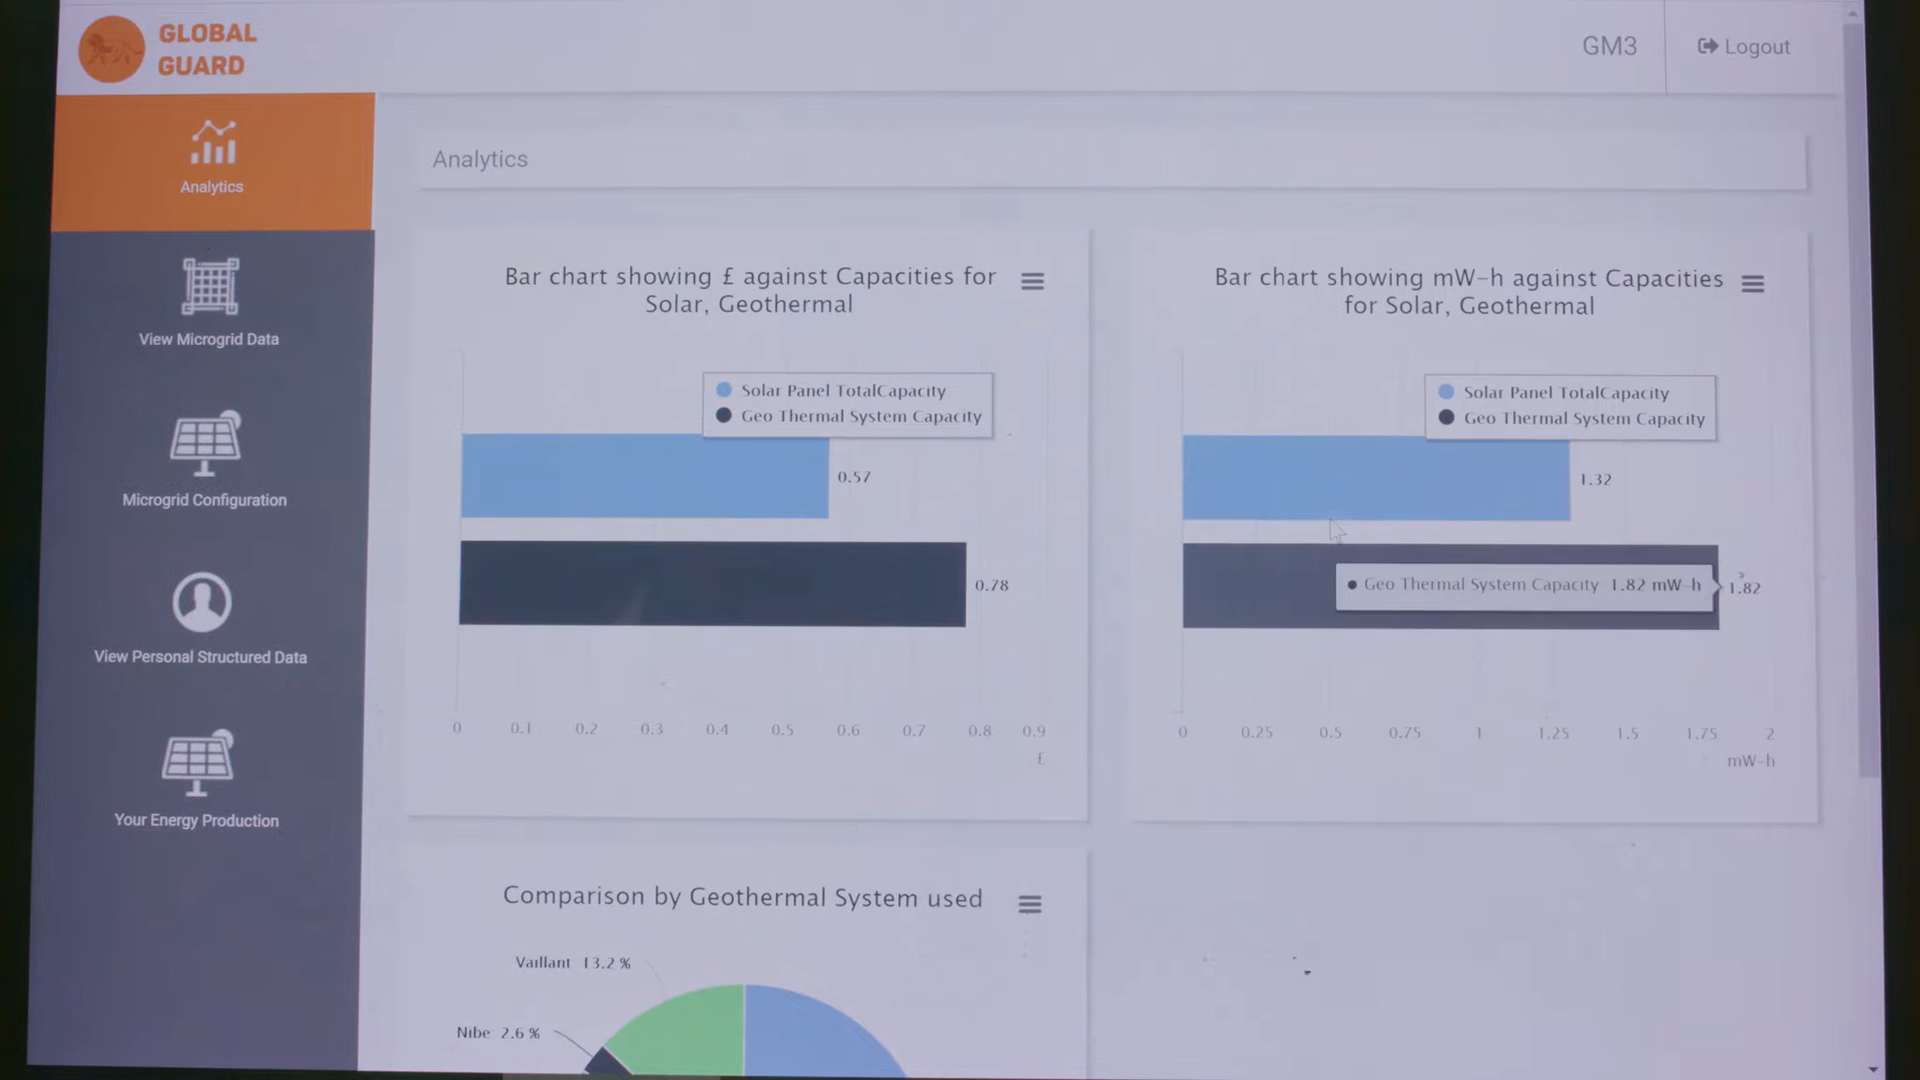 GLOBAL
GUARD
GM3
Logout
Analytics
View Microgrid Data
Microgrid Configuration
View Personal Structured Data
Your Energy Production
Analytics
Bar chart showing £ against Capacities for
Solar, Geothermal
Solar Panel TotalCapacity
Geo Thermal System Capacity
0.57
0.78
0 0.1 0.2 0.3 0.4 0.5 0.6 0.7 0.8 0.9
£
Bar chart showing mW-h against Capacities
for Solar, Geothermal
Solar Panel TotalCapacity
Geo Thermal System Capacity
1.32
Geo Thermal System Capacity 1.82 mW-h
1.82
0 0.25 0.5 0.75 1 1.25 1.5 1.75 2
mW-h
Comparison by Geothermal System used
Vaillant 13.2 %
Nibe 2.6 %